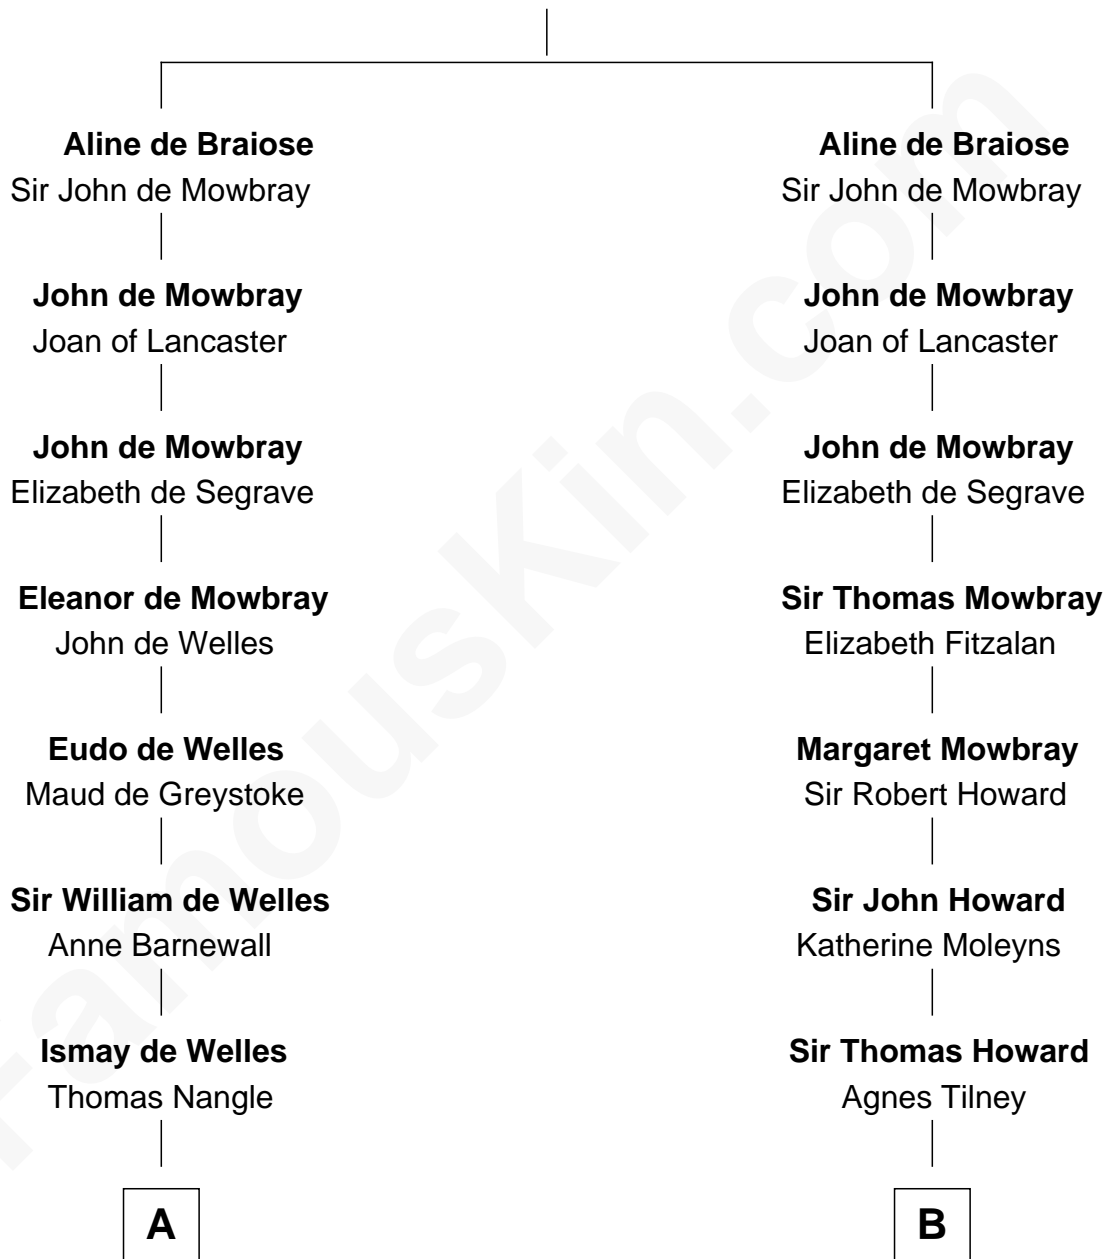 Aline de Braiose
Sir John de Mowbray
John de Mowbray
Joan of Lancaster
John de Mowbray
Elizabeth de Segrave
Eleanor de Mowbray
John de Welles
Eudo de Welles
Maud de Greystoke
Sir William de Welles
Anne Barnewall
Ismay de Welles
Thomas Nangle
A
Aline de Braiose
Sir John de Mowbray
John de Mowbray
Joan of Lancaster
John de Mowbray
Elizabeth de Segrave
Sir Thomas Mowbray
Elizabeth Fitzalan
Margaret Mowbray
Sir Robert Howard
Sir John Howard
Katherine Moleyns
Sir Thomas Howard
Agnes Tilney
B
FamousKin.com